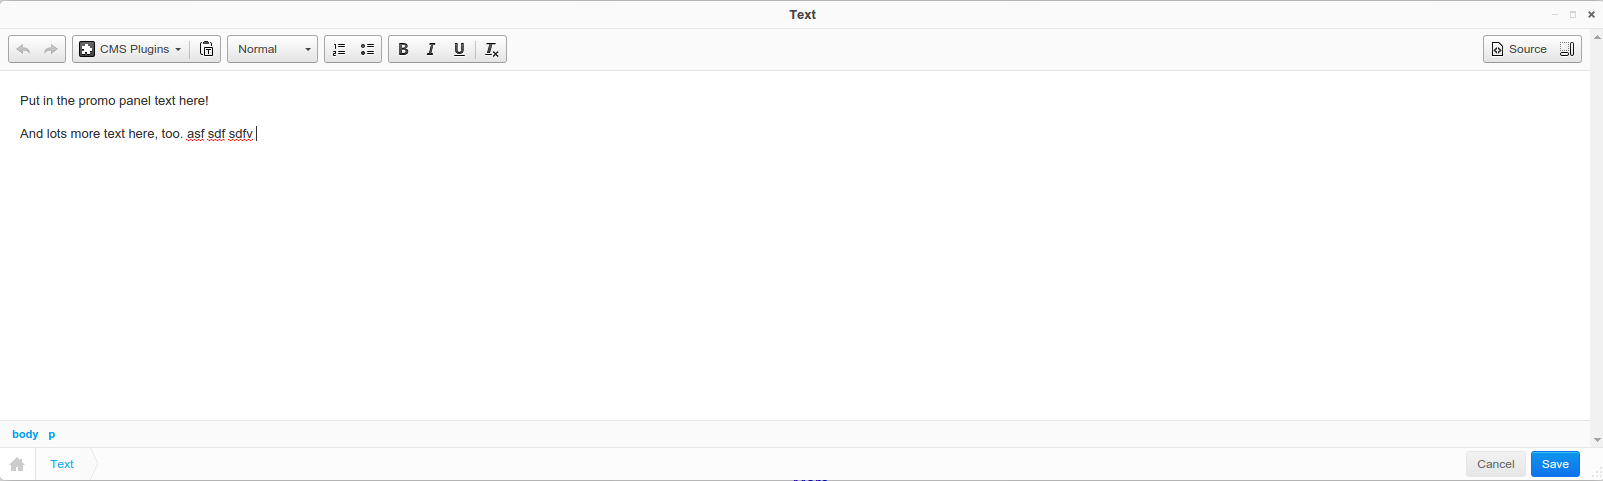 Text
CMS Plugins
Normal
B I U Tx
Source
Put in the promo panel text here!
And lots more text here, too. asf sdf sdfv
body p
Text
Cancel
Save